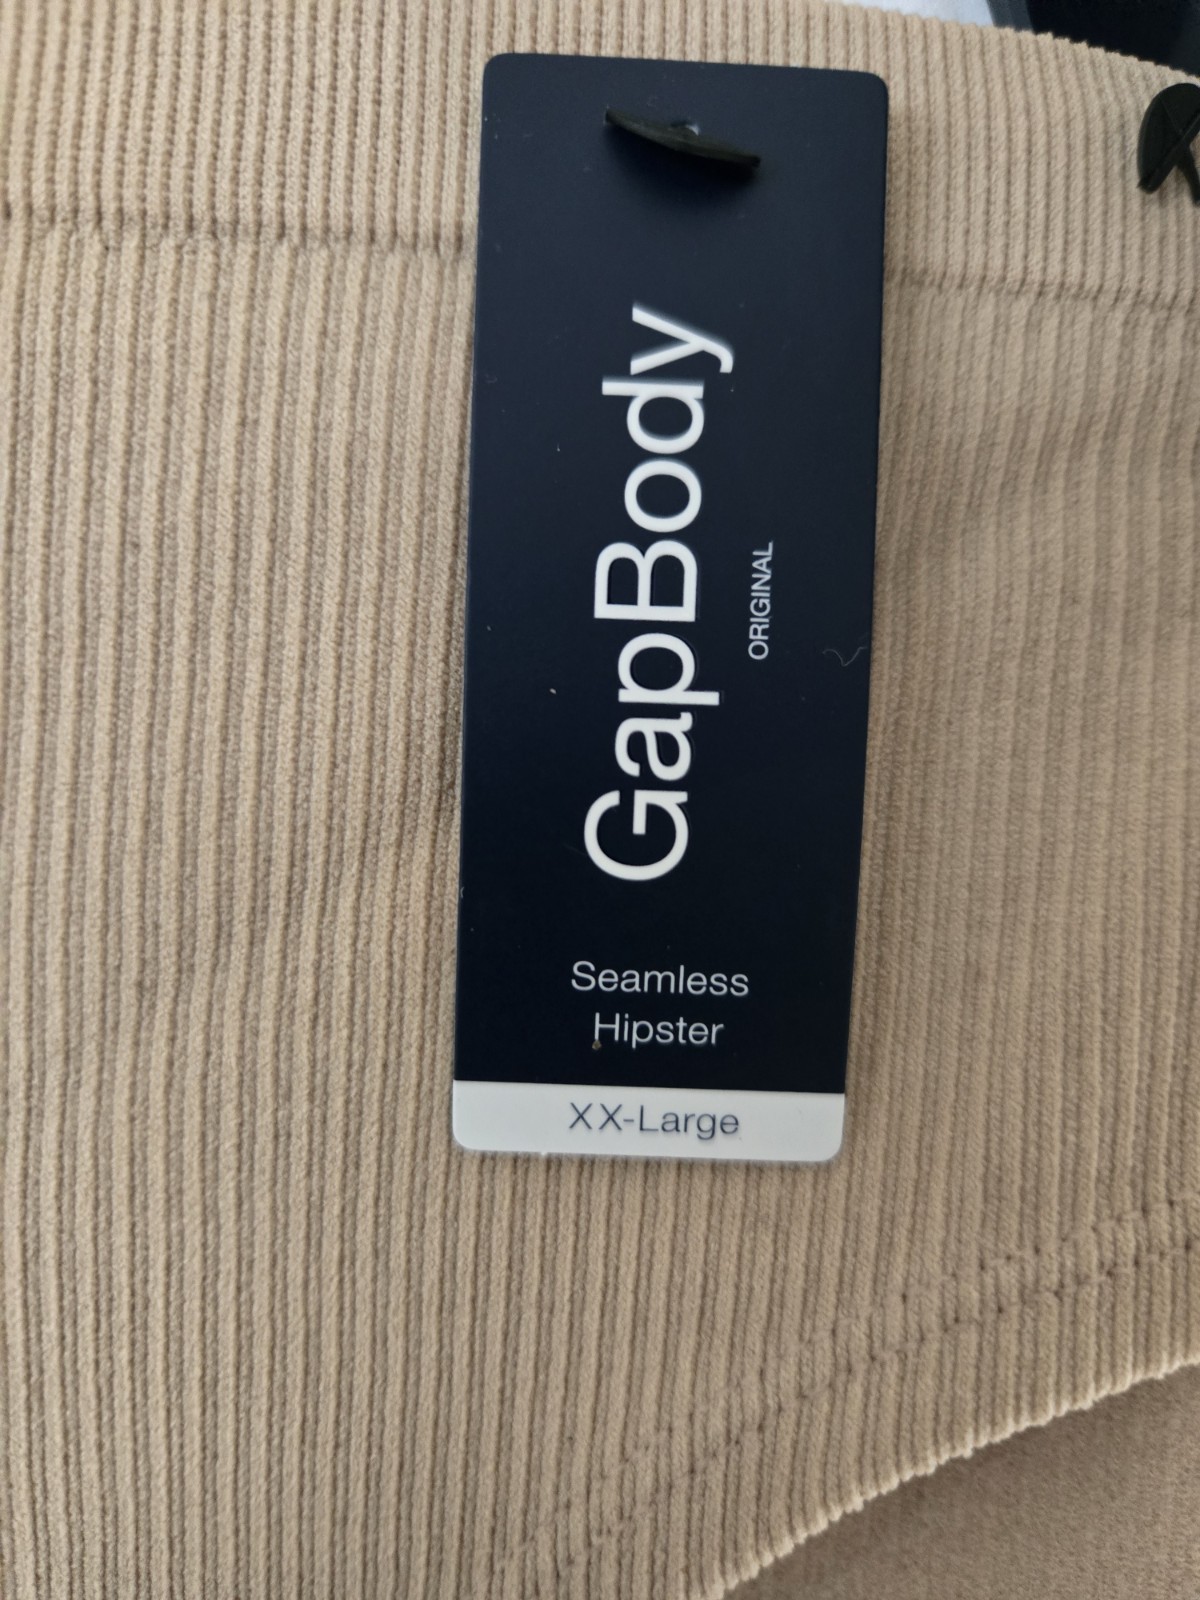 GapBody
ORIGINAL
Seamless
Hipster
XX-Large